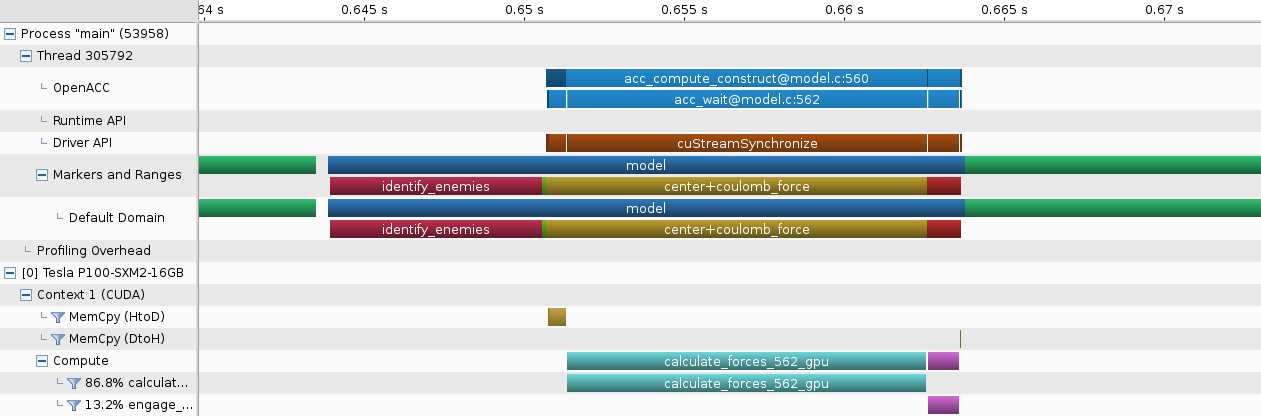 64 s 0.645 s 0.65 s 0.655 s 0.66 s 0.665 s 0.67 s
Process "main" (53958)
Thread 305792
OpenACC
acc_compute_construct@model.c:560
acc_wait@model.c:562
Runtime API
Driver API
cuStreamSynchronize
Markers and Ranges
model
identify_enemies center+coulomb_force
Default Domain
model
identify_enemies center+coulomb_force
Profiling Overhead
[0] Tesla P100-SXM2-16GB
Context 1 (CUDA)
MemCpy (HtoD)
MemCpy (DtoH)
Compute
calculate_forces_562_gpu
86.8% calculat...
calculate_forces_562_gpu
13.2% engage_...